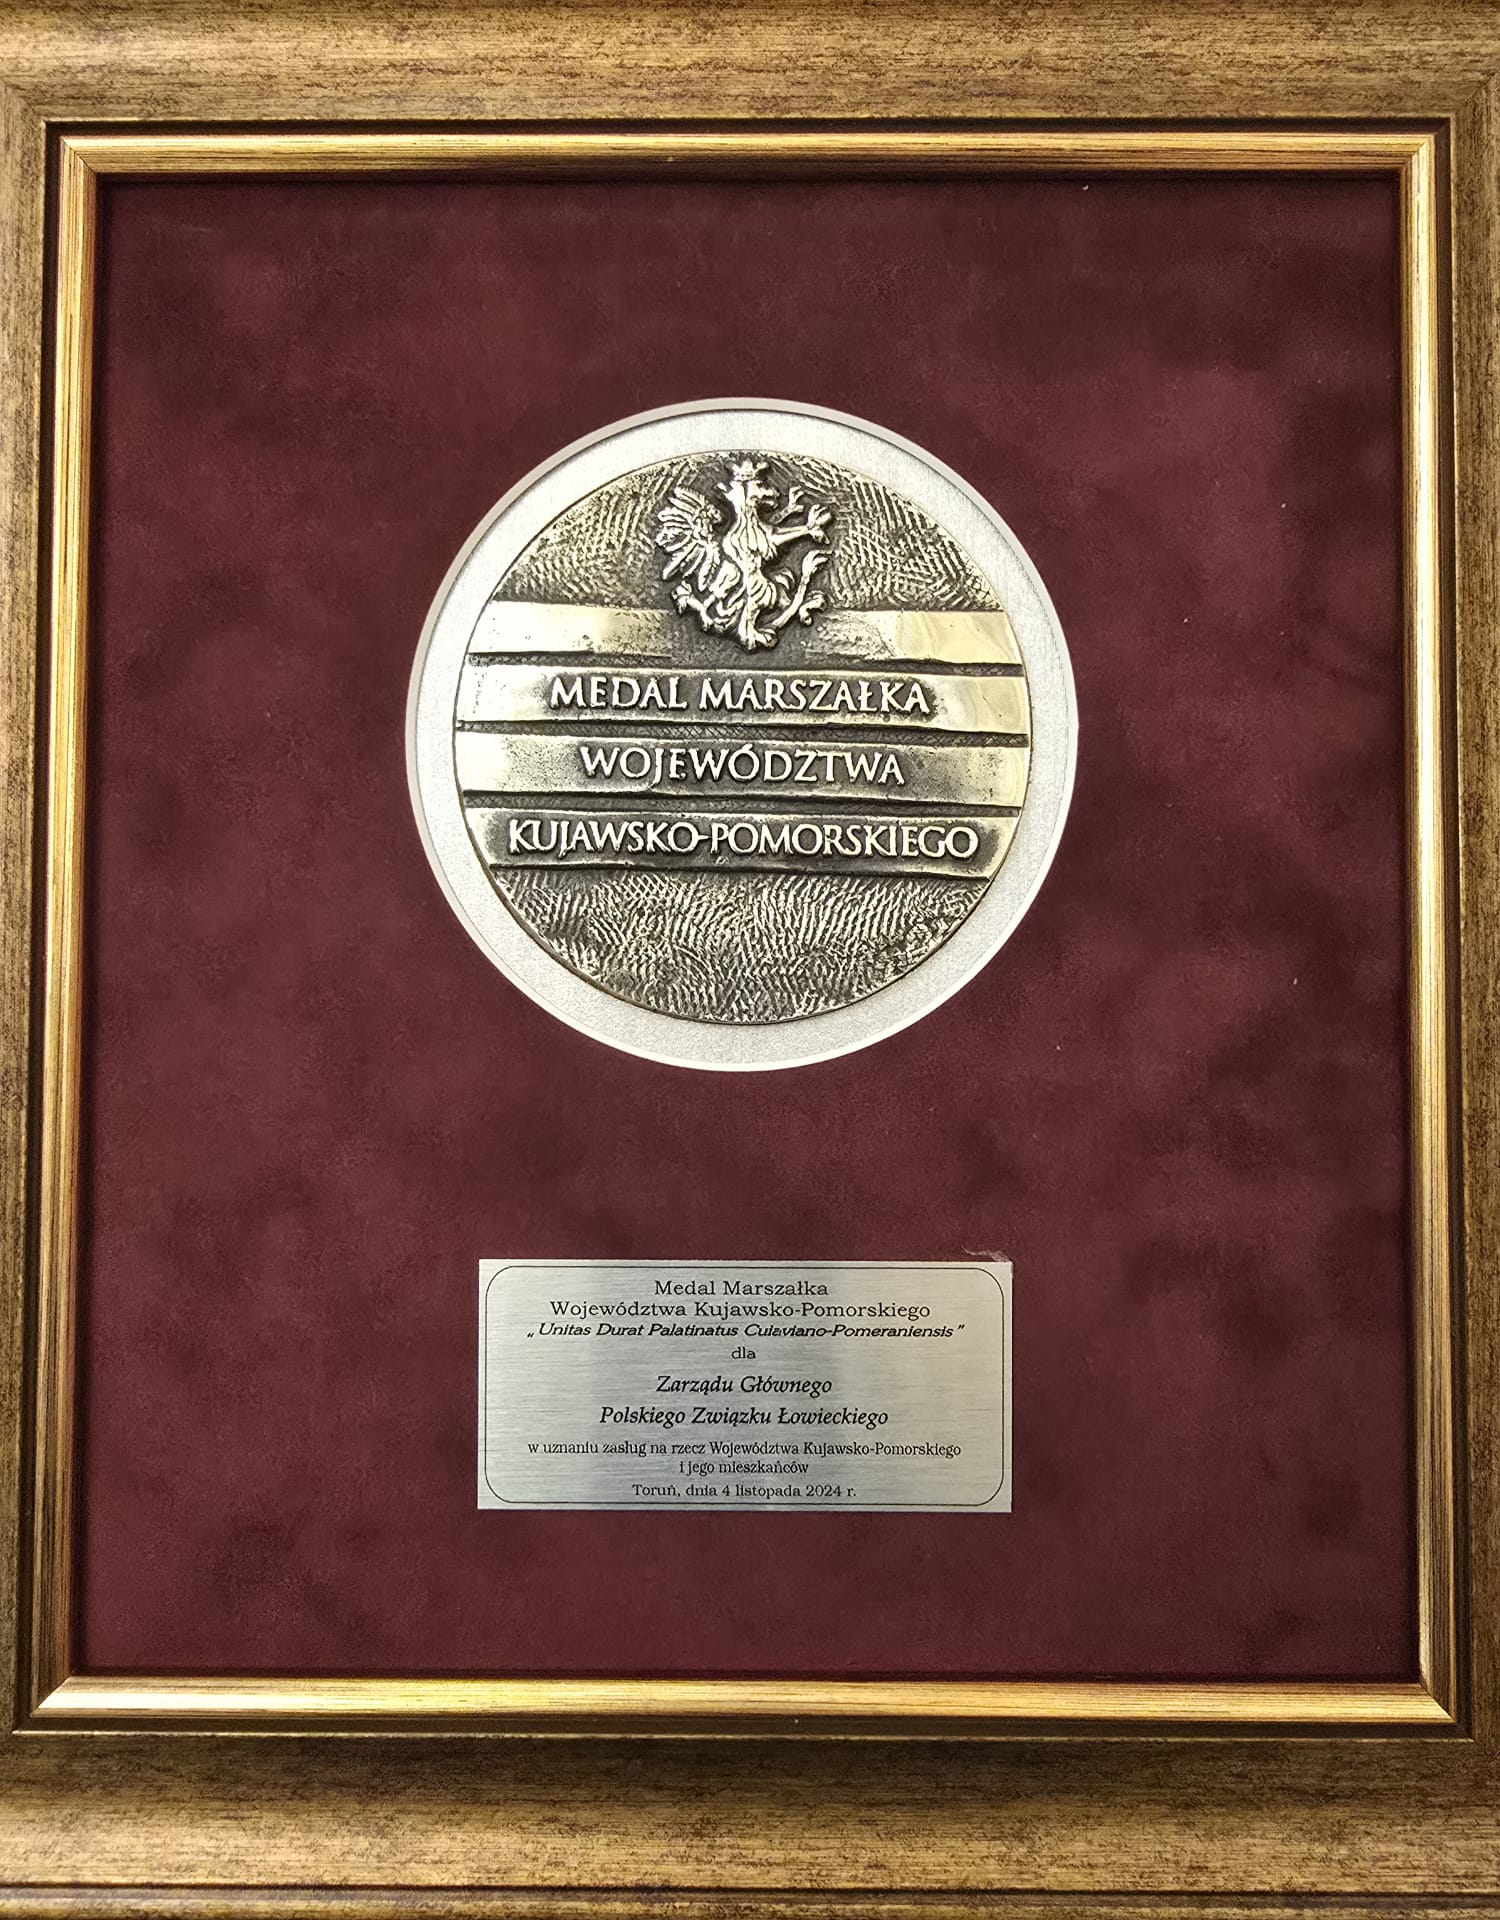 MEDAL MARSZAŁKA
WOJEWÓDZTWA
KUJAWSKO-POMORSKIEGO
Medal Marszałka
Województwa Kujawsko-Pomorskiego
„Unitas Durat Palatinatus Cuiaviano-Pomeraniensis”
dla
Zarządu Głównego
Polskiego Związku Łowieckiego
w uznaniu zasług na rzecz Województwa Kujawsko-Pomorskiego
i jego mieszkańców
Toruń, dnia 4 listopada 2024 r.